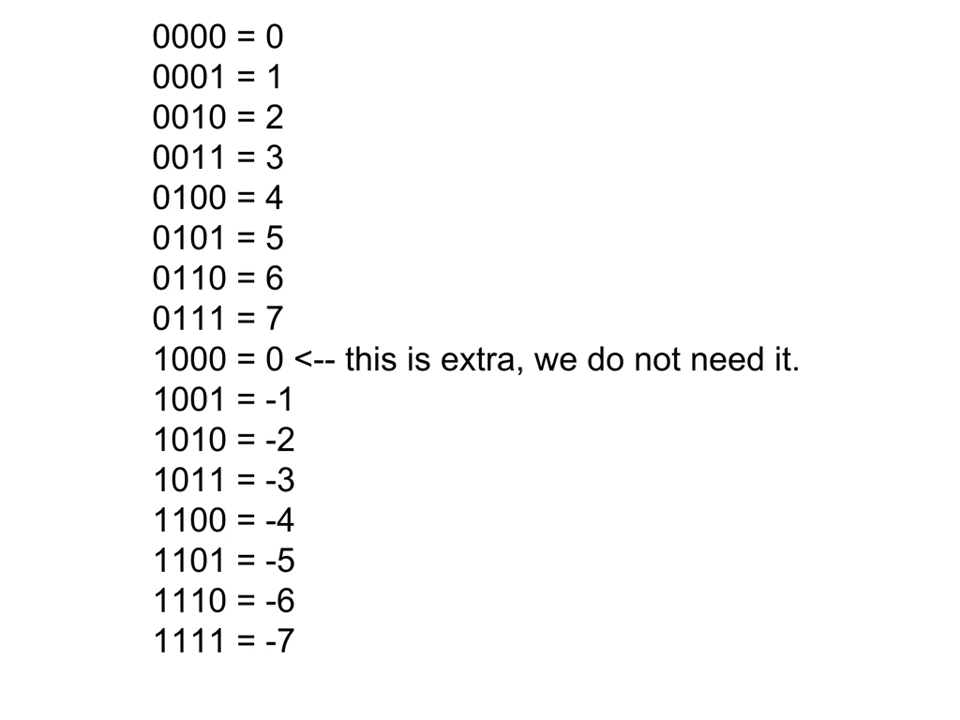 0000 = 0
0001 = 1
0010 = 2
0011 = 3
0100 = 4
0101 = 5
0110 = 6
0111 = 7
1000 = 0 <-- this is extra, we do not need it.
1001 = -1
1010 = -2
1011 = -3
1100 = -4
1101 = -5
1110 = -6
1111 = -7